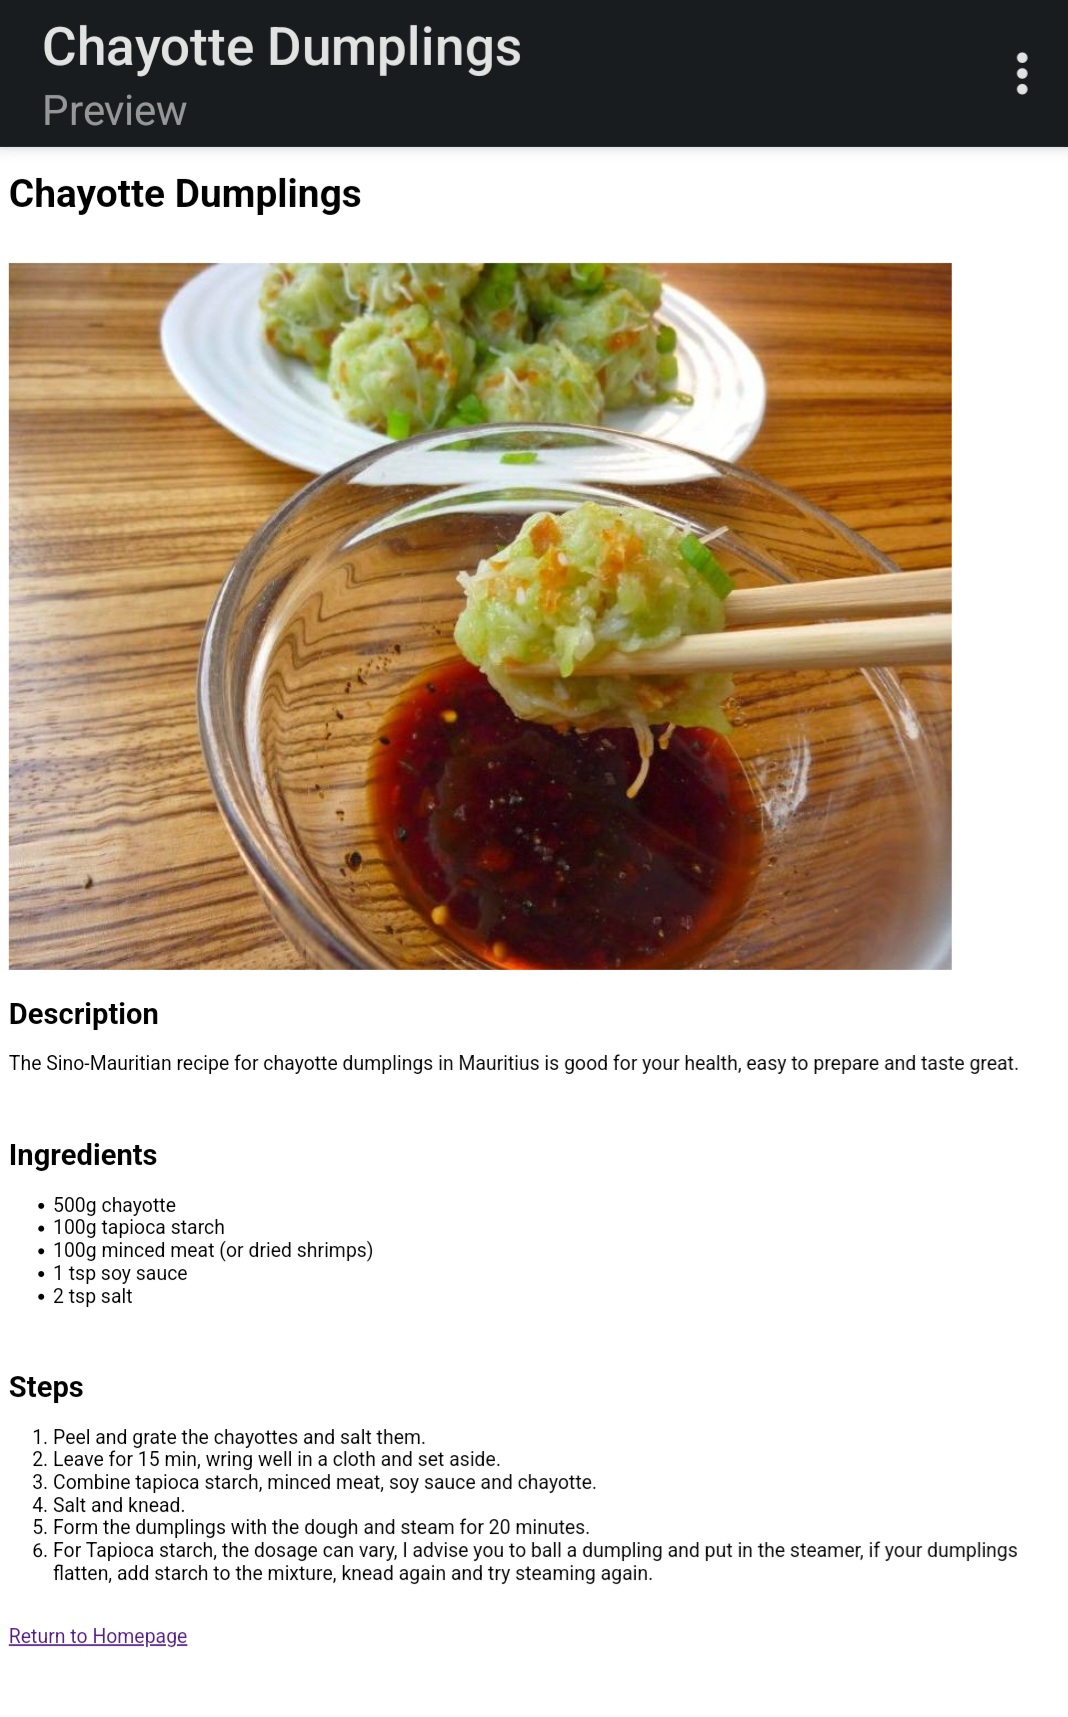 Chayotte Dumplings
Preview
Chayotte Dumplings
Description
The Sino-Mauritian recipe for chayotte dumplings in Mauritius is good for your health, easy to prepare and taste great.
Ingredients
• 500g chayotte
• 100g tapioca starch
• 100g minced meat (or dried shrimps)
• 1 tsp soy sauce
• 2 tsp salt
Steps
1. Peel and grate the chayottes and salt them.
2. Leave for 15 min, wring well in a cloth and set aside.
3. Combine tapioca starch, minced meat, soy sauce and chayotte.
4. Salt and knead.
5. Form the dumplings with the dough and steam for 20 minutes.
6. For Tapioca starch, the dosage can vary, I advise you to ball a dumpling and put in the steamer, if your dumplings
flatten, add starch to the mixture, knead again and try steaming again.
Return to Homepage